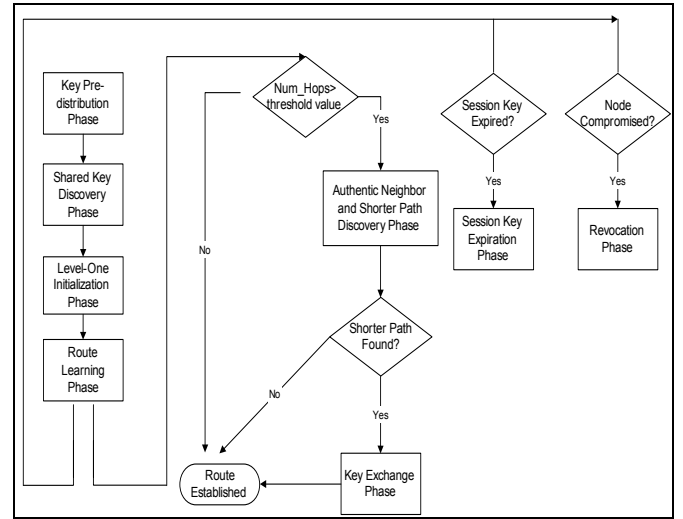 Key Pre-
distribution
Phase
Shared Key
Discovery
Phase
Level-One
Initialization
Phase
Route
Learning
Phase
Num_Hops>
threshold value
Yes
No
Authentic Neighbor
and Shorter Path
Discovery Phase
Shorter Path
Found?
No
Yes
Key Exchange
Phase
Route
Established
Session Key
Expired?
Yes
Session Key
Expiration
Phase
Node
Compromised?
Yes
Revocation
Phase